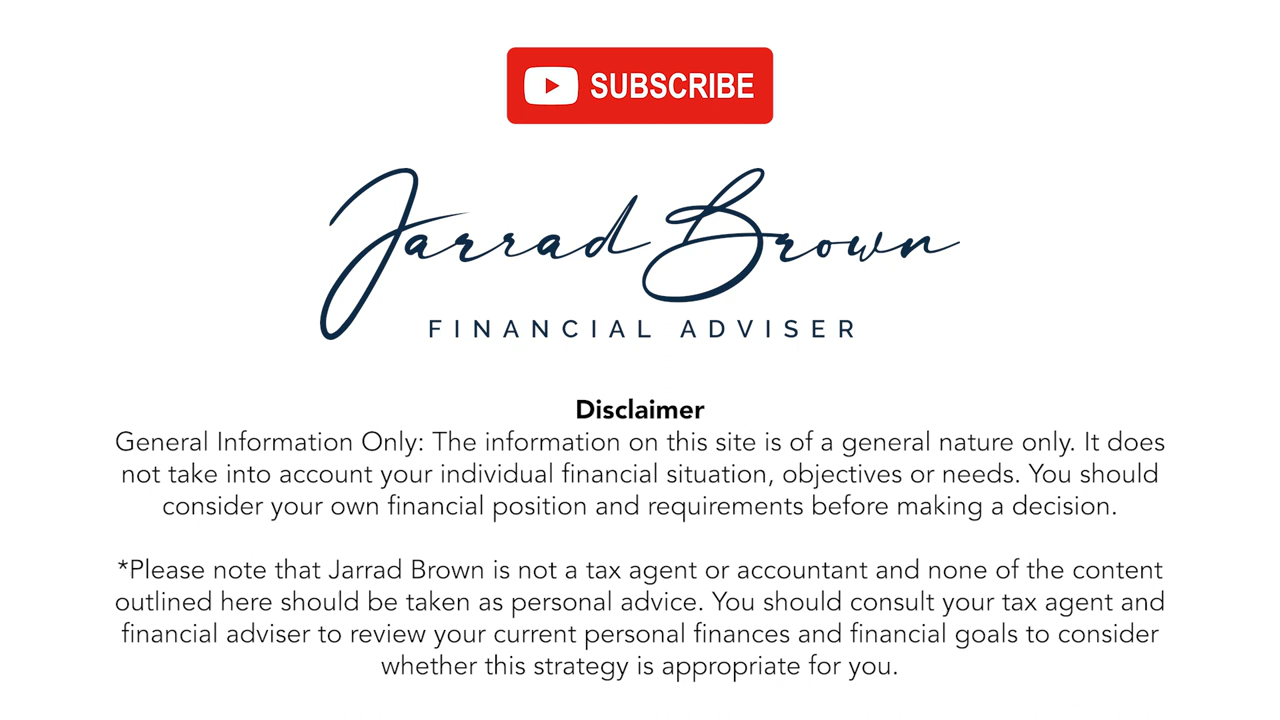 SUBSCRIBE
Jarrad Brown
FINANCIAL ADVISER
Disclaimer
General Information Only: The information on this site is of a general nature only. It does
not take into account your individual financial situation, objectives or needs. You should
consider your own financial position and requirements before making a decision.
*Please note that Jarrad Brown is not a tax agent or accountant and none of the content
outlined here should be taken as personal advice. You should consult your tax agent and
financial adviser to review your current personal finances and financial goals to consider
whether this strategy is appropriate for you.